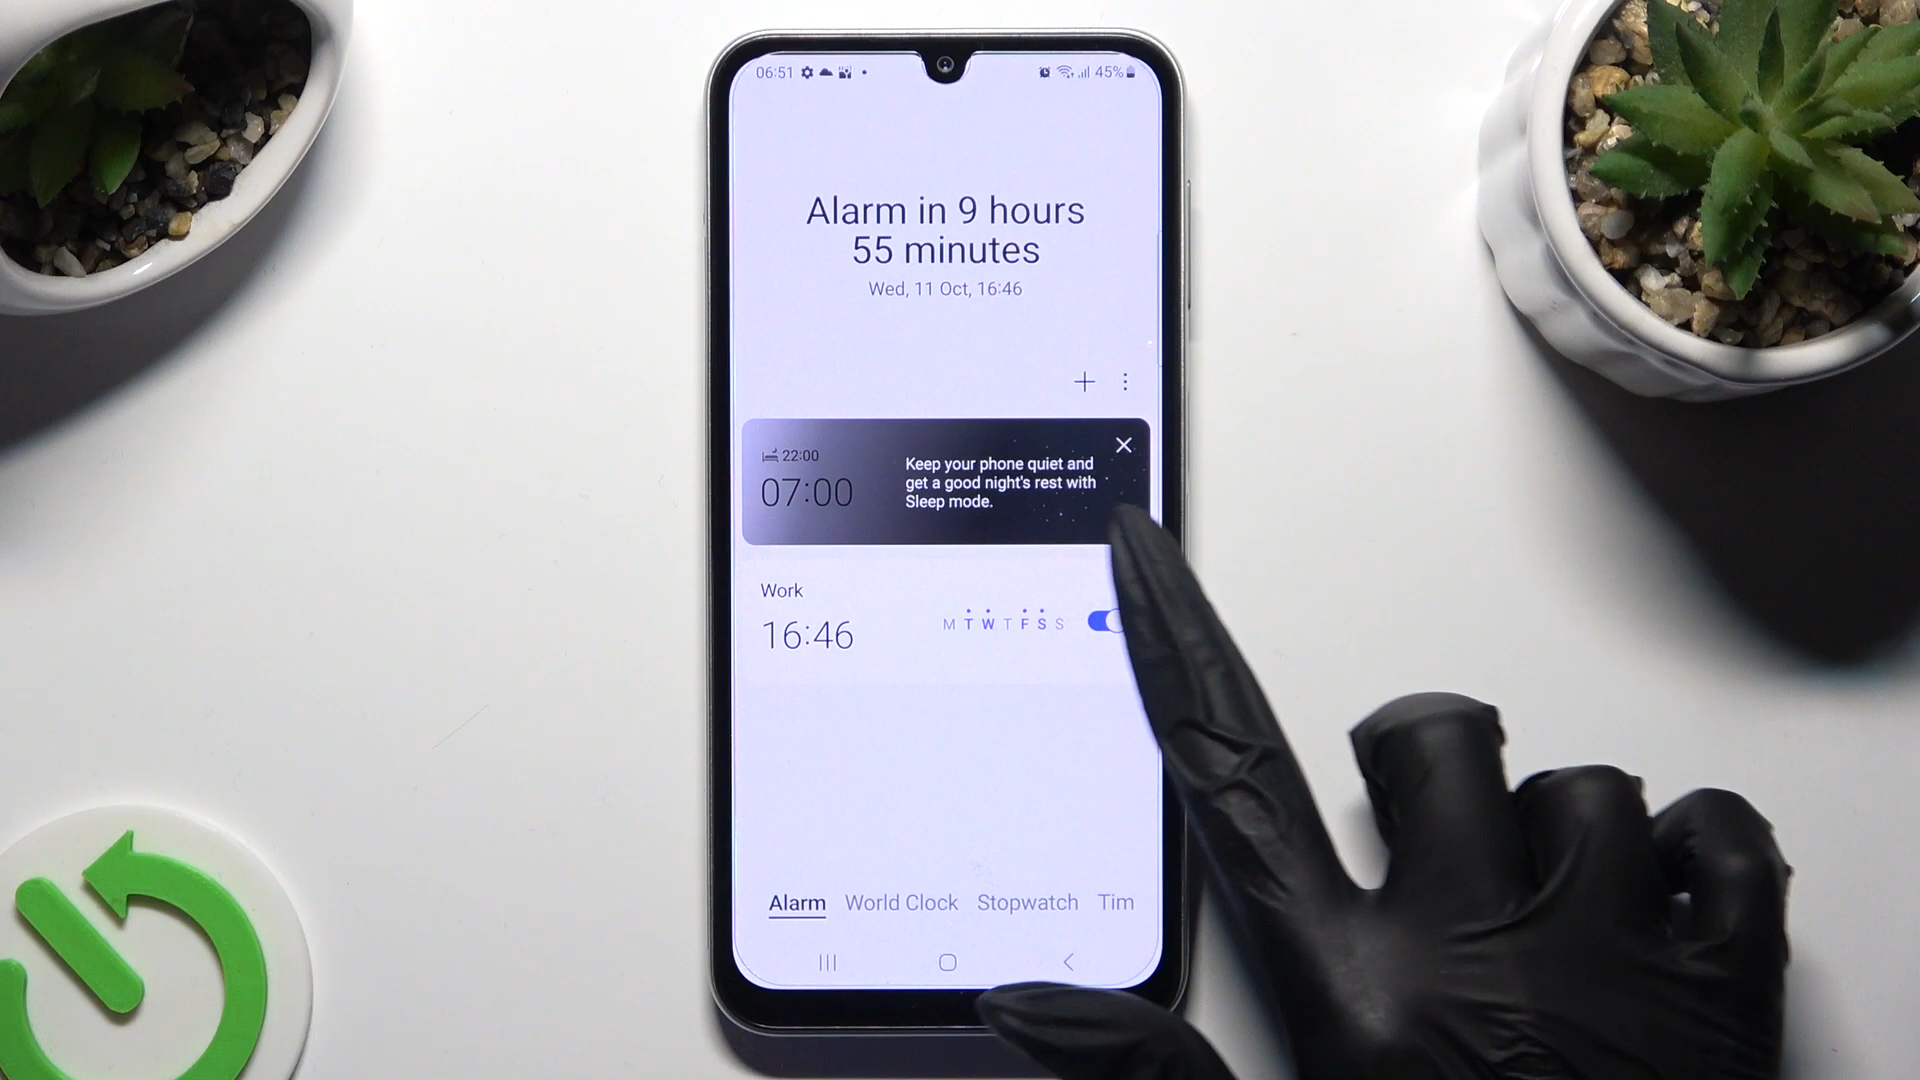 06:51
45%
Alarm in 9 hours
55 minutes
Wed, 11 Oct, 16:46
22:00
07:00
Keep your phone quiet and
get a good night's rest with
Sleep mode.
Work
16:46
M T W T F S S
Alarm World Clock Stopwatch Tim